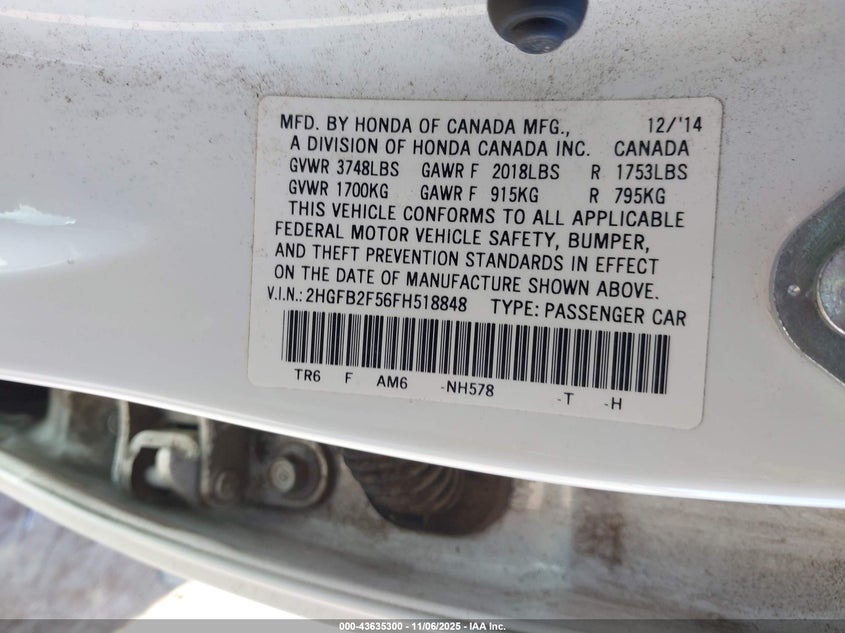 MFD. BY HONDA OF CANADA MFG., 12/'14
A DIVISION OF HONDA CANADA INC. CANADA
GVWR 3748LBS GAWR F 2018LBS R 1753LBS
GVWR 1700KG GAWR F 915KG R 795KG
THIS VEHICLE CONFORMS TO ALL APPLICABLE
FEDERAL MOTOR VEHICLE SAFETY, BUMPER,
AND THEFT PREVENTION STANDARDS IN EFFECT
ON THE DATE OF MANUFACTURE SHOWN ABOVE.
V.I.N.: 2HGFB2F56FH518848 TYPE: PASSENGER CAR
TR6 F AM6 -NH578 -T -H
000-43635300 - 11/06/2025 - IAA Inc.